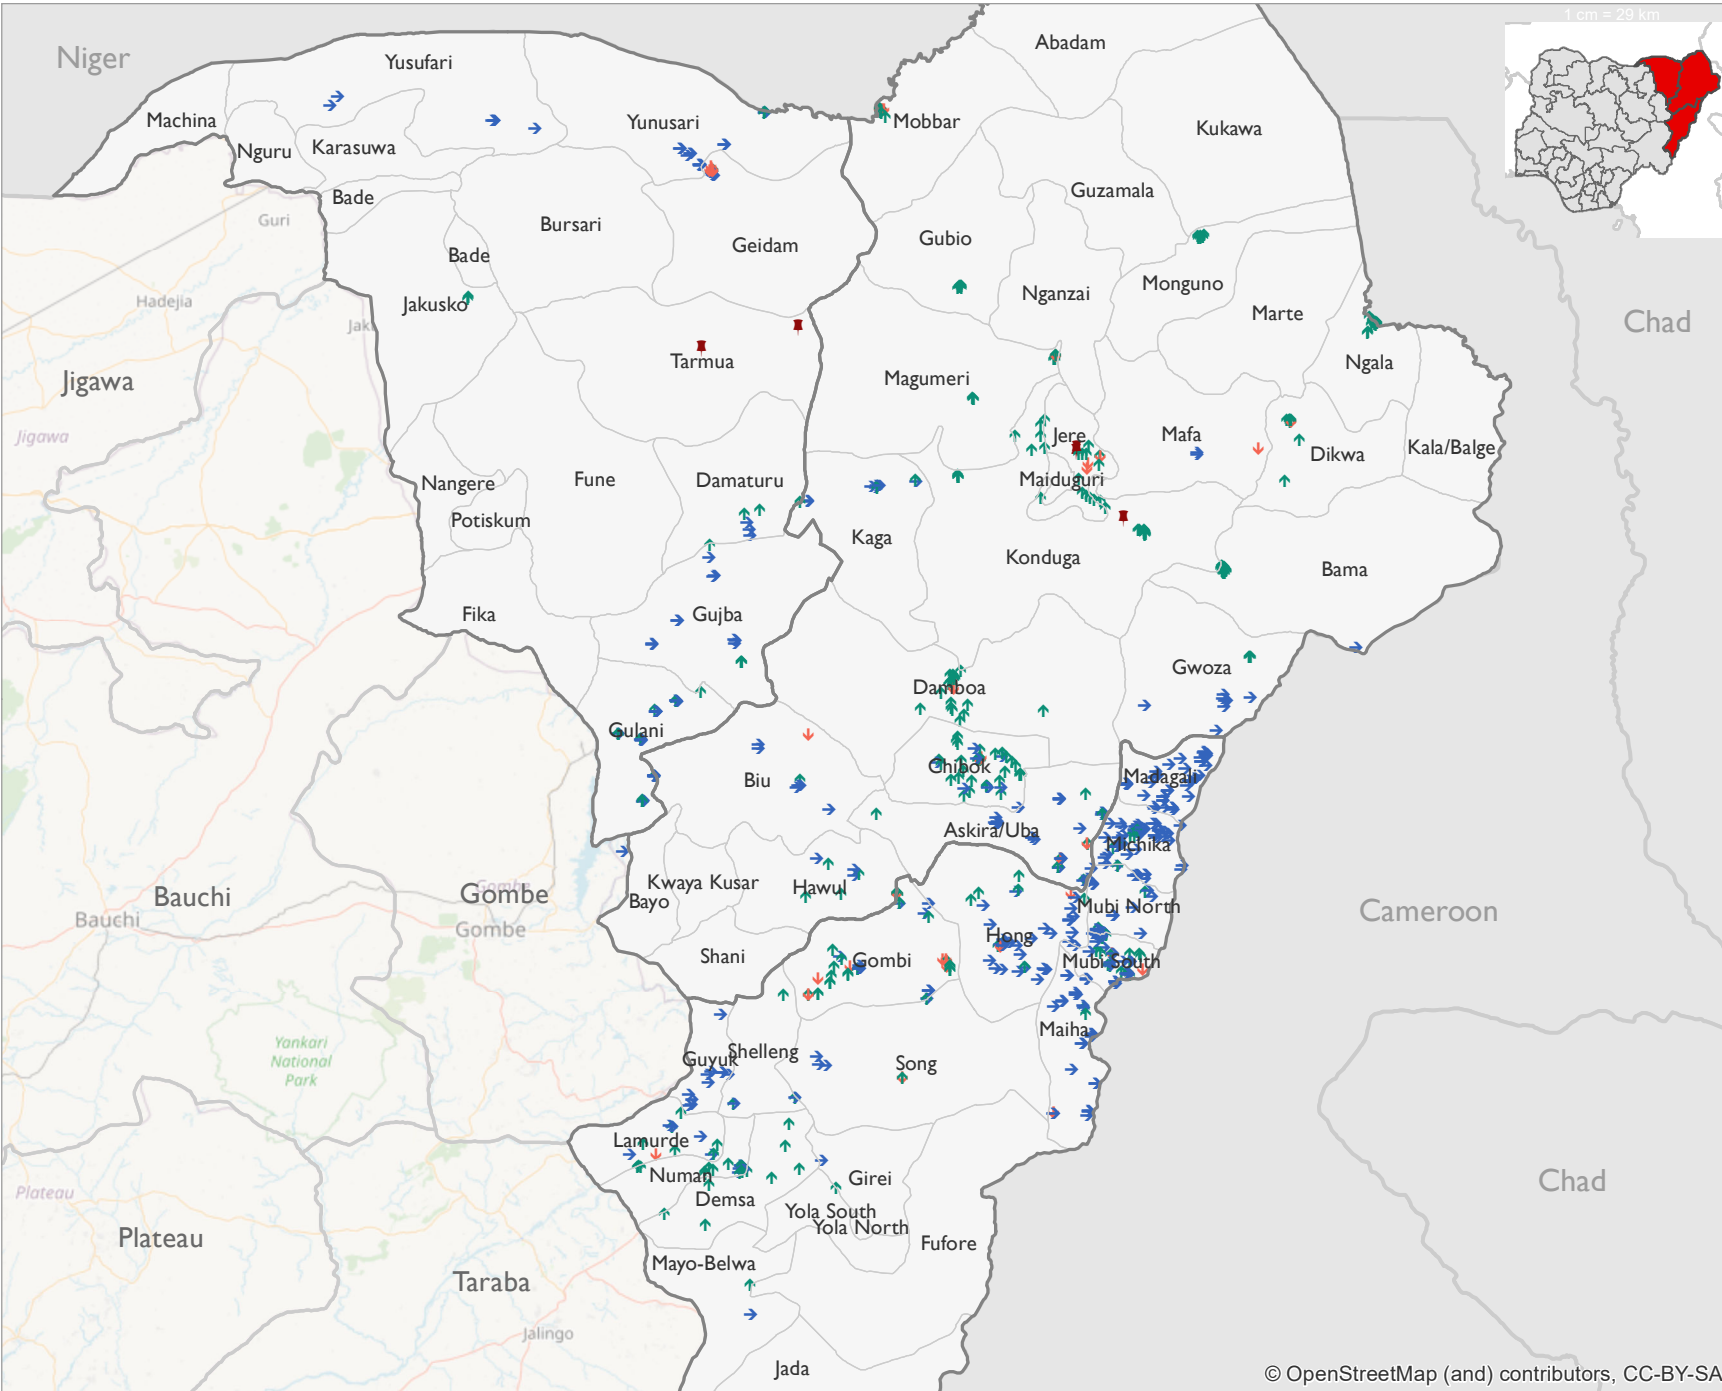 1 cm = 29 km
Niger
Yusufari
Abadam
Machina
Yunusari
Mobbar
Kukawa
Nguru
Karasuwa
Bade
Guzamala
Guri
Bursari
Geidam
Gubio
Bade
Monguno
Nganzai
Hadejia
Jakusko
Marte
Jak
Chad
Tarmua
Ngala
Jigawa
Magumeri
Jigawa
Jere
Mafa
Dikwa
Kala/Balge
Nangere
Fune
Damaturu
Maiduguri
Potiskum
Kaga
Konduga
Bama
Fika
Gujba
Gwoza
Damboa
Gulani
Chibok
Madagali
Biu
Askira/Uba
Michika
Kwaya Kusar
Hawul
Bauchi
Gombe
Gombe
Bayo
Mubi North
Cameroon
Bauchi
Gombe
Hong
Shani
Gombi
Mubi South
Maiha
Yankari
National
Park
Guyuk
Shelleng
Song
Lamurde
Numan
Girei
Chad
Plateau
Demsa
Yola South
Yola North
Plateau
Fufore
Mayo-Belwa
Taraba
Jalingo
Jada
© OpenStreetMap (and) contributors, CC-BY-SA